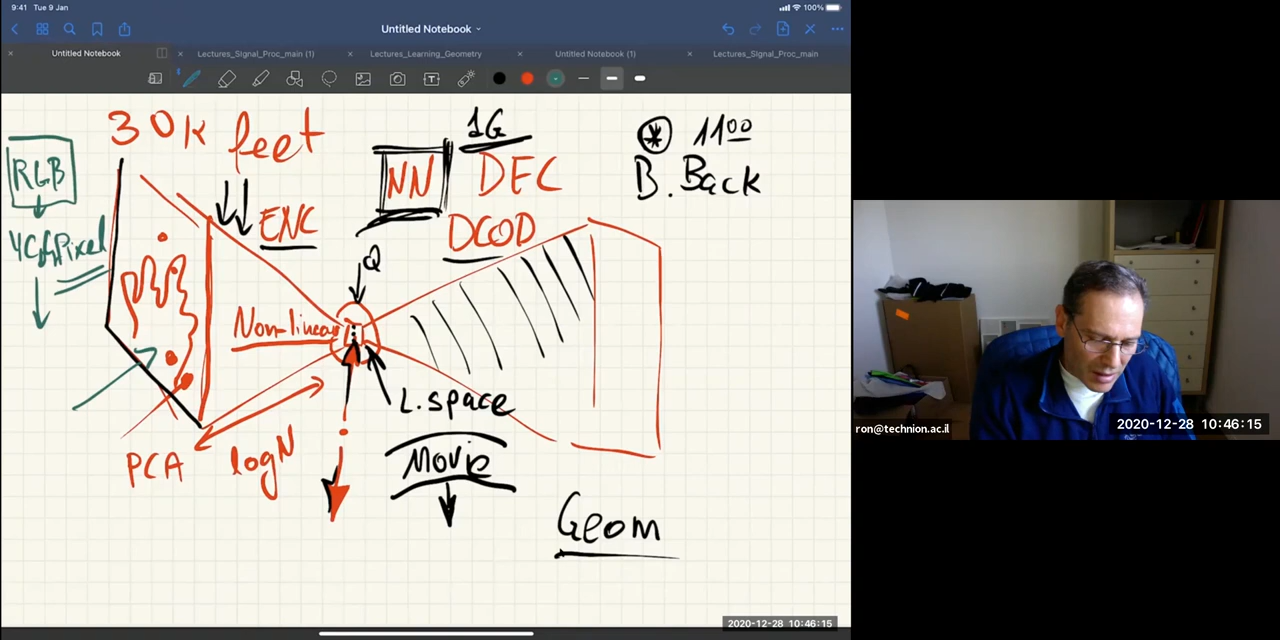 9:41 Tue 9 Jan
100%
Untitled Notebook
Untitled Notebook
Lectures_SIgnal_Proc_main (1)
Lectures_Learning_Geometry
Untitled Notebook (1)
Lectures_SIgnal_Proc_main
30K feet
1G
* 11 00
B. Back
RGB
NN DEC
ENC
DCOD
Pixel
Q
Non-linear
L. space
PCA
log N
Movie
Geom
2020-12-28 10:46:15
ron@technion.ac.il
2020-12-28 10:46:15